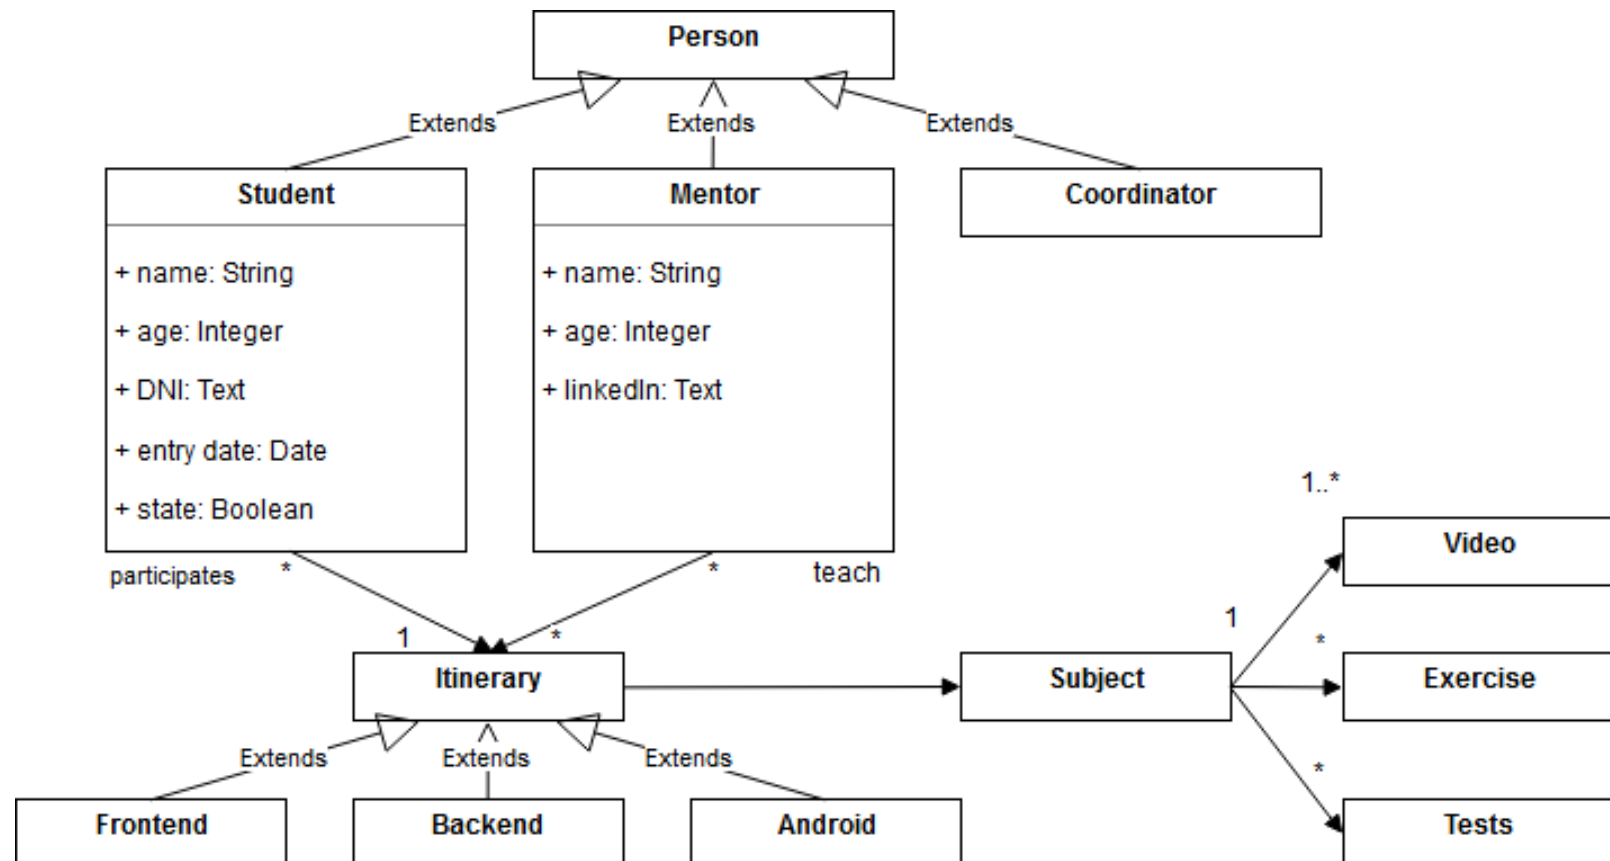 Person
Extends
Extends
Extends
Student
Mentor
Coordinator
+ name: String
+ age: Integer
+ DNI: Text
+ entry date: Date
+ state: Boolean
+ name: String
+ age: Integer
+ linkedIn: Text
participates
*
*
teach
1
*
Itinerary
Subject
1
1..*
*
*
Video
Exercise
Tests
Extends
Extends
Extends
Frontend
Backend
Android